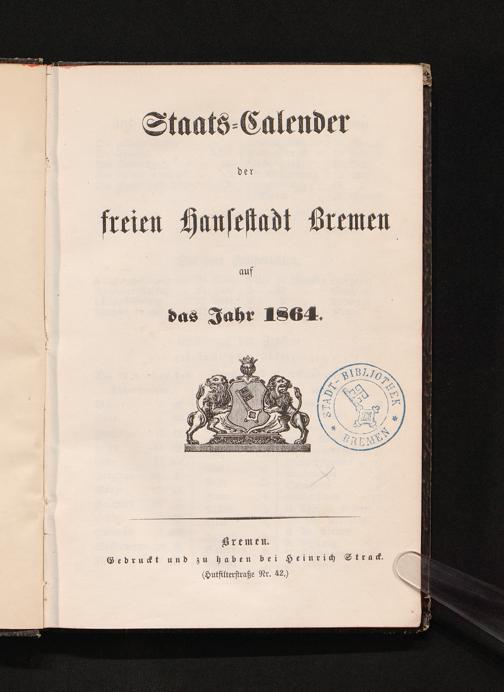 Staats-Calender
der
freien Hansestadt Bremen
auf
das Jahr 1864.
STADT-BIBLIOTHEK
* BREMEN *
Bremen.
Gedruckt und zu haben bei Heinrich Strack.
(Hutfilterstraße Nr. 42.)